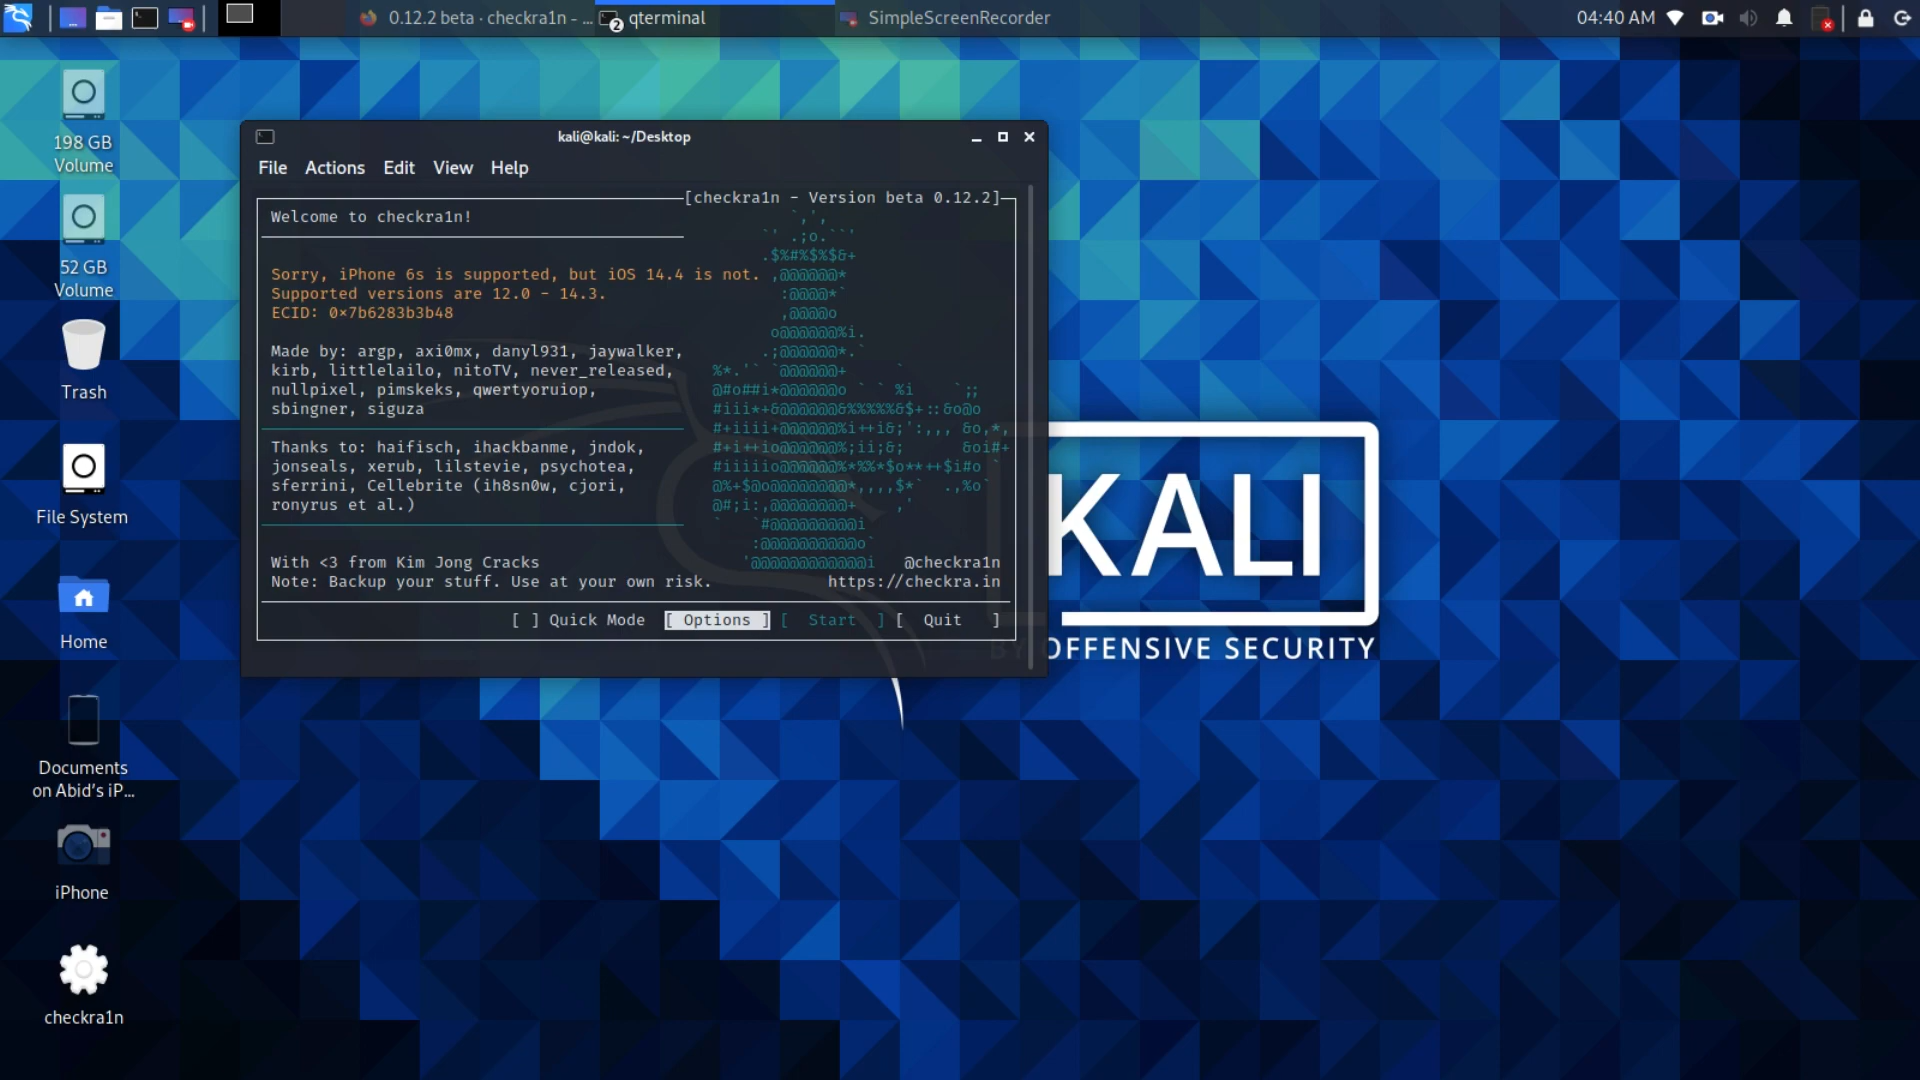 0.12.2 beta · checkra1n - ...
2
qterminal
SimpleScreenRecorder
04:40 AM
198 GB
Volume
52 GB
Volume
Trash
File System
Home
Documents
on Abid's iP...
iPhone
checkra1n
kali@kali: ~/Desktop
File Actions Edit View Help
[checkra1n - Version beta 0.12.2]
Welcome to checkra1n!
Sorry, iPhone 6s is supported, but iOS 14.4 is not.
Supported versions are 12.0 - 14.3.
ECID: 0×7b6283b3b48
Made by: argp, axi0mx, danyl931, jaywalker,
kirb, littlelailo, nitoTV, never_released,
nullpixel, pimskeks, qwertyoruiop,
sbingner, siguza
Thanks to: haifisch, ihackbanme, jndok,
jonseals, xerub, lilstevie, psychotea,
sferrini, Cellebrite (ih8sn0w, cjori,
ronyrus et al.)
With <3 from Kim Jong Cracks
@checkra1n
Note: Backup your stuff. Use at your own risk.
https://checkra.in
[ ] Quick Mode [ Options ] [ Start ] [ Quit ]
KALI
BY OFFENSIVE SECURITY